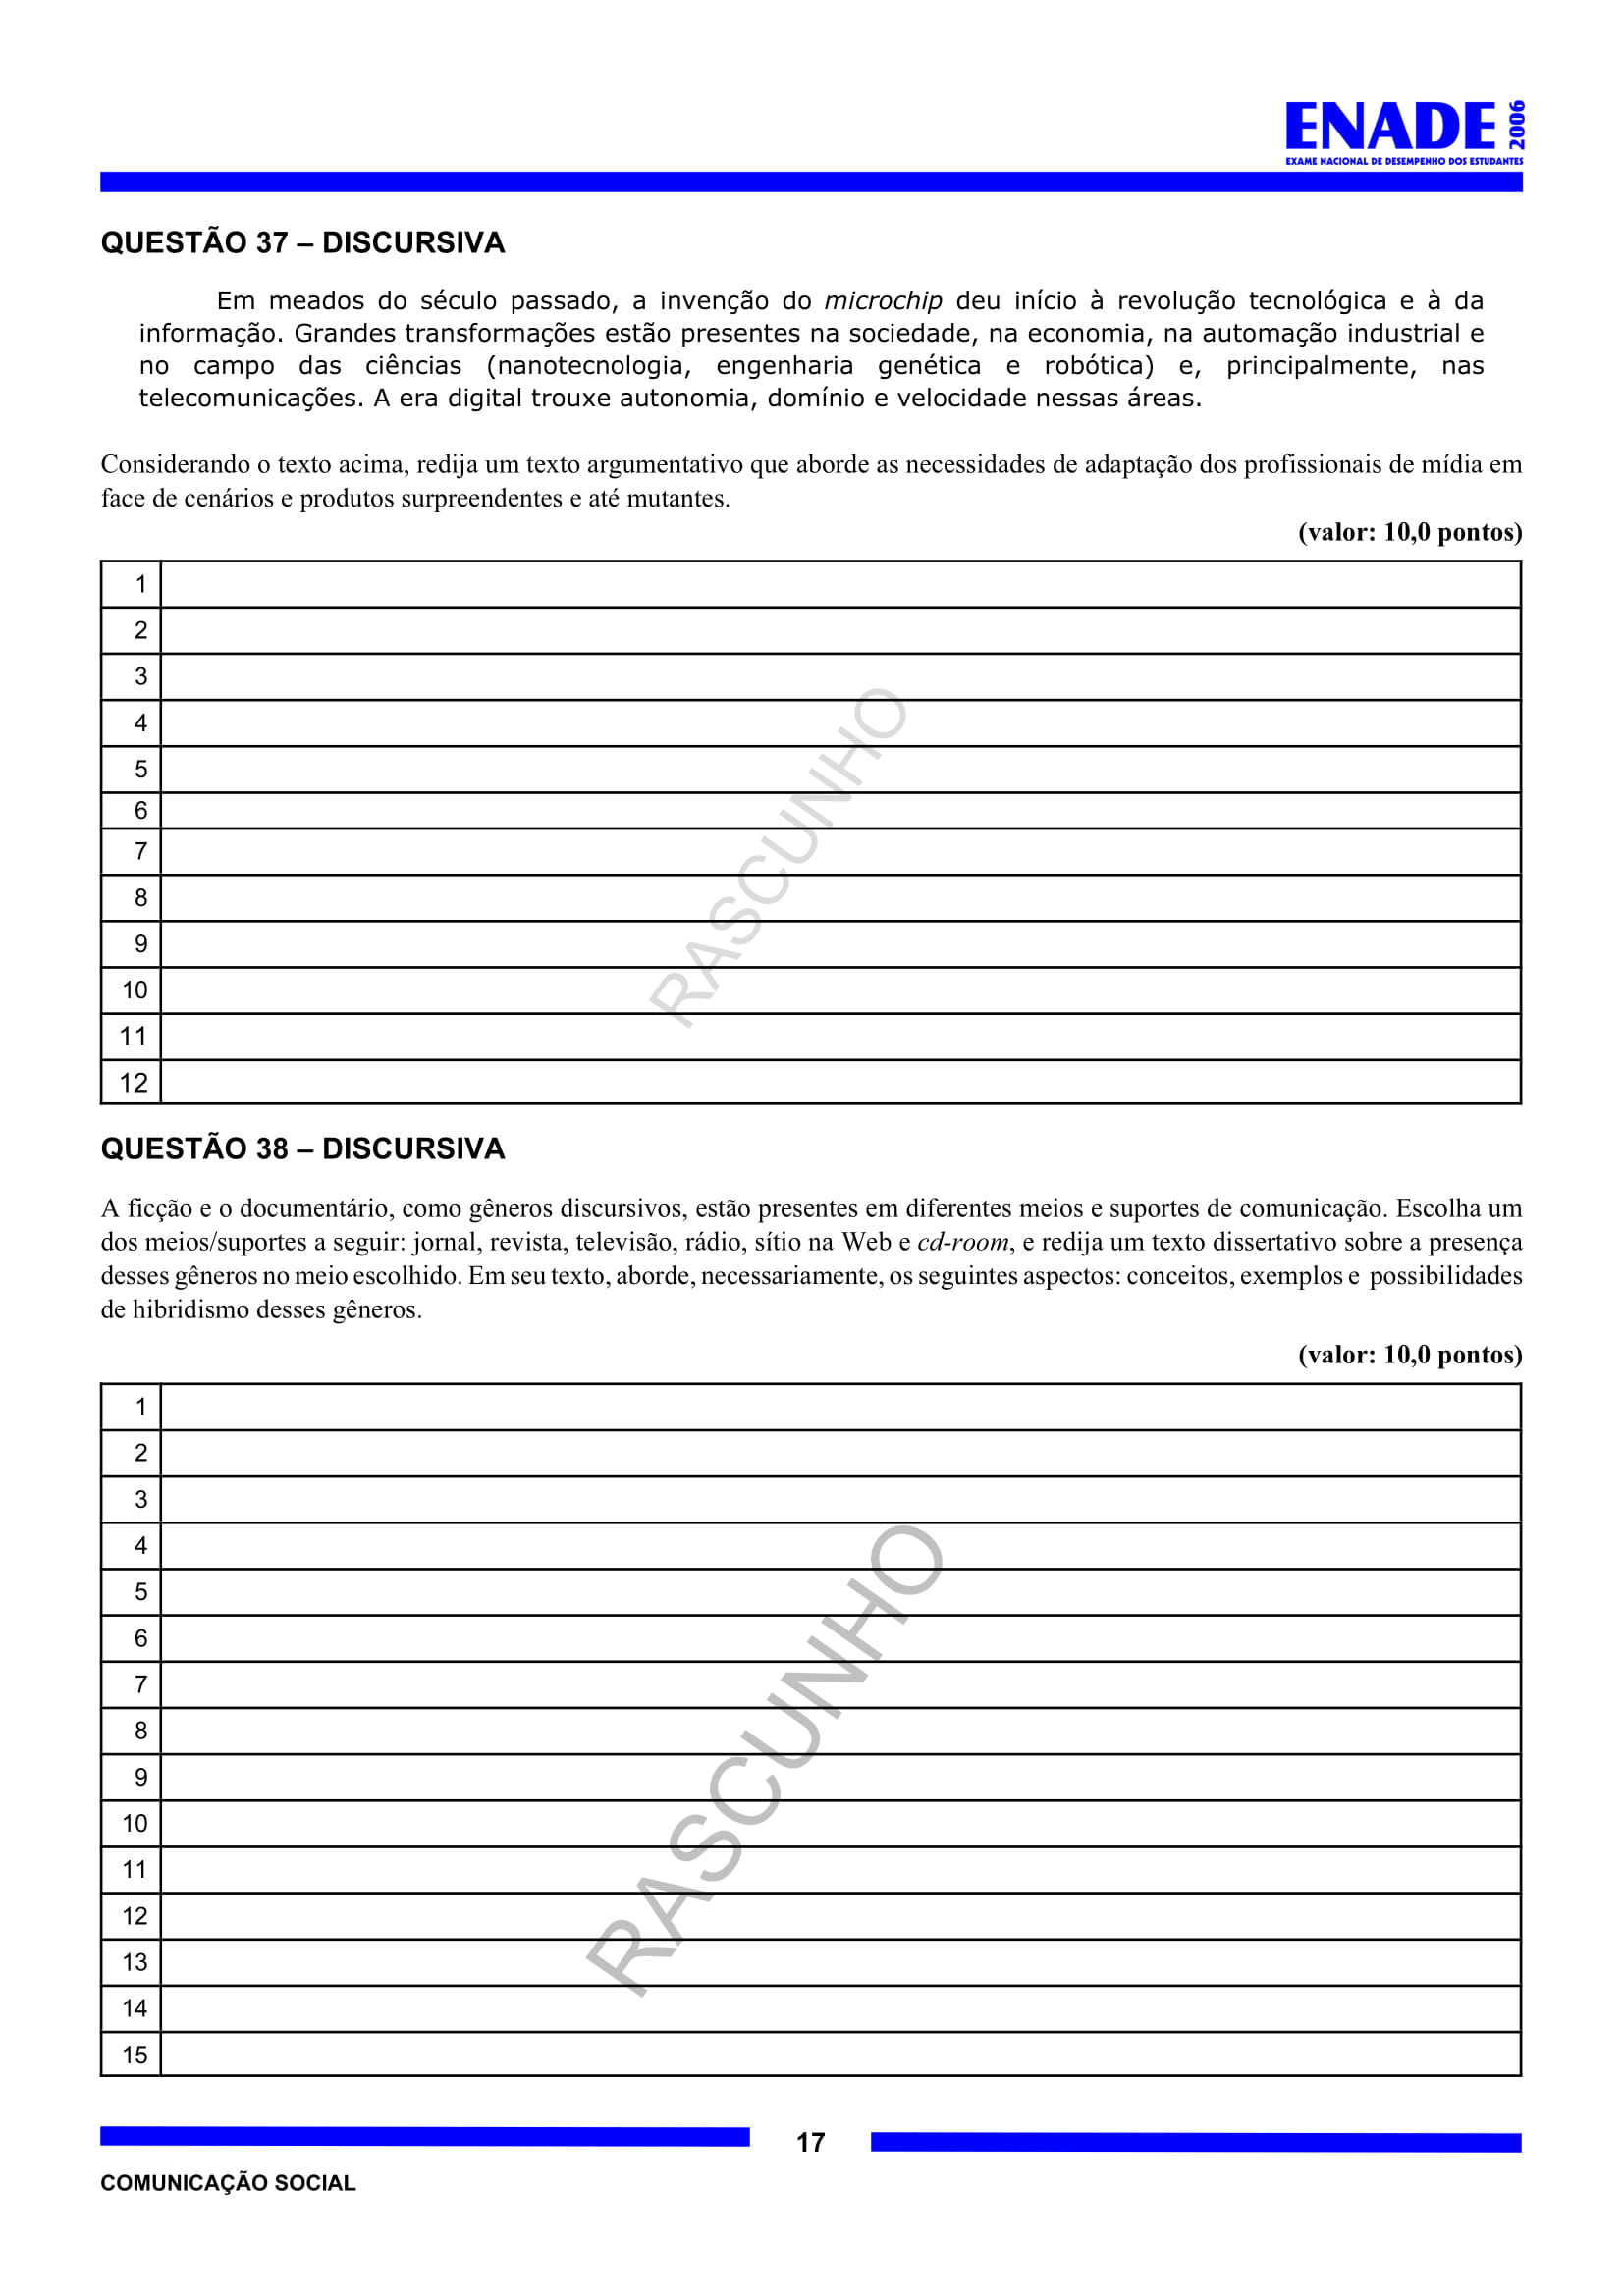 ENADE 2006
EXAME NACIONAL DE DESEMPENHO DOS ESTUDANTES
QUESTÃO 37 – DISCURSIVA
Em meados do século passado, a invenção do microchip deu início à revolução tecnológica e à da
informação. Grandes transformações estão presentes na sociedade, na economia, na automação industrial e
no campo das ciências (nanotecnologia, engenharia genética e robótica) e, principalmente, nas
telecomunicações. A era digital trouxe autonomia, domínio e velocidade nessas áreas.
Considerando o texto acima, redija um texto argumentativo que aborde as necessidades de adaptação dos profissionais de mídia em
face de cenários e produtos surpreendentes e até mutantes.
(valor: 10,0 pontos)
1
2
3
4
5
6
7
8
9
10
11
12
RASCUNHO
QUESTÃO 38 – DISCURSIVA
A ficção e o documentário, como gêneros discursivos, estão presentes em diferentes meios e suportes de comunicação. Escolha um
dos meios/suportes a seguir: jornal, revista, televisão, rádio, sítio na Web e cd-room, e redija um texto dissertativo sobre a presença
desses gêneros no meio escolhido. Em seu texto, aborde, necessariamente, os seguintes aspectos: conceitos, exemplos e possibilidades
de hibridismo desses gêneros.
(valor: 10,0 pontos)
1
2
3
4
5
6
7
8
9
10
11
12
13
14
15
RASCUNHO
17
COMUNICAÇÃO SOCIAL